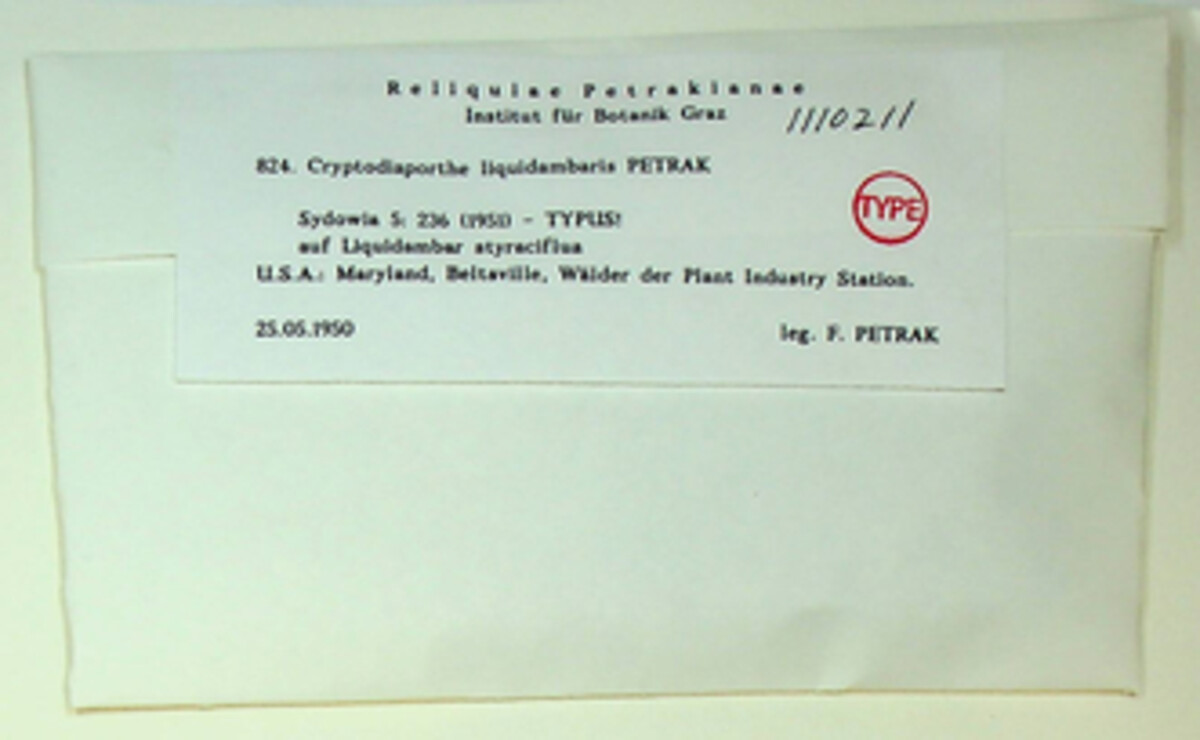 Reliquiae Petrakianae
Institut für Botanik Graz
1110211
824. Cryptodiaporthe liquidambaris PETRAK
TYPE
Sydowia 5: 236 (1951) - TYPUS!
auf Liquidambar styraciflua
U.S.A.: Maryland, Beltsville, Wälder der Plant Industry Station.
25.05.1950 leg. F. PETRAK